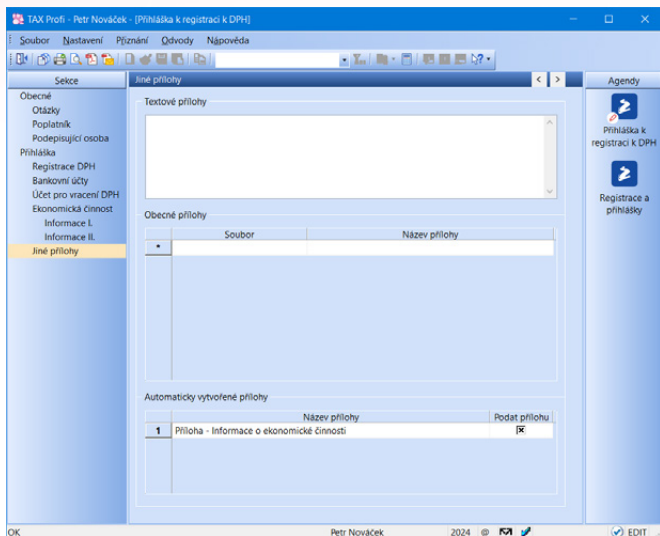 TAX Profi - Petr Nováček - [Přihláška k registraci k DPH]
Soubor Nastavení Přiznání Odvody Nápověda
Sekce
Obecné
Otázky
Poplatník
Podepisující osoba
Přihláška
Registrace DPH
Bankovní účty
Účet pro vracení DPH
Ekonomická činnost
Informace I.
Informace II.
Jiné přílohy
Jiné přílohy
Textové přílohy
Obecné přílohy
Soubor Název přílohy
*
Automaticky vytvořené přílohy
Název přílohy Podat přílohu
1 Příloha - Informace o ekonomické činnosti
Agendy
Přihláška k
registraci k DPH
Registrace a
přihlášky
OK Petr Nováček 2024 @ EDIT